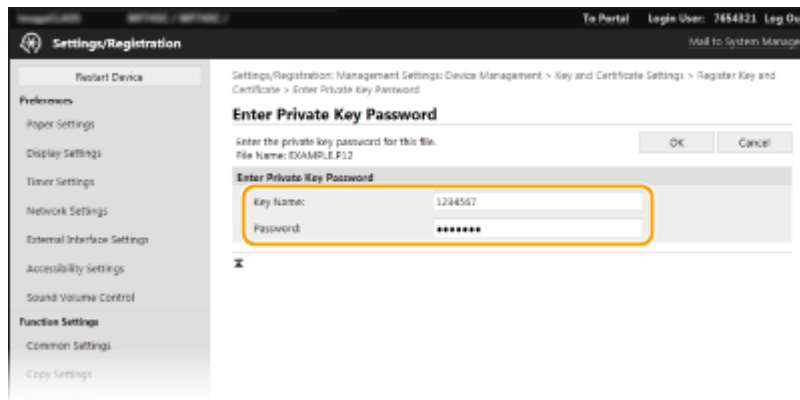 To Portal Login User: 7654321 Log Ou
Settings/Registration
Mail to System Manage
Restart Device
Preferences
Paper Settings
Display Settings
Timer Settings
Network Settings
External Interface Settings
Accessibility Settings
Sound Volume Control
Function Settings
Common Settings
Copy Settings
Settings/Registration: Management Settings: Device Management > Key and Certificate Settings > Register Key and
Certificate > Enter Private Key Password
Enter Private Key Password
Enter the private key password for this file.
File Name: EXAMPLE.P12
OK
Cancel
Enter Private Key Password
Key Name:
1234567
Password:
•••••••